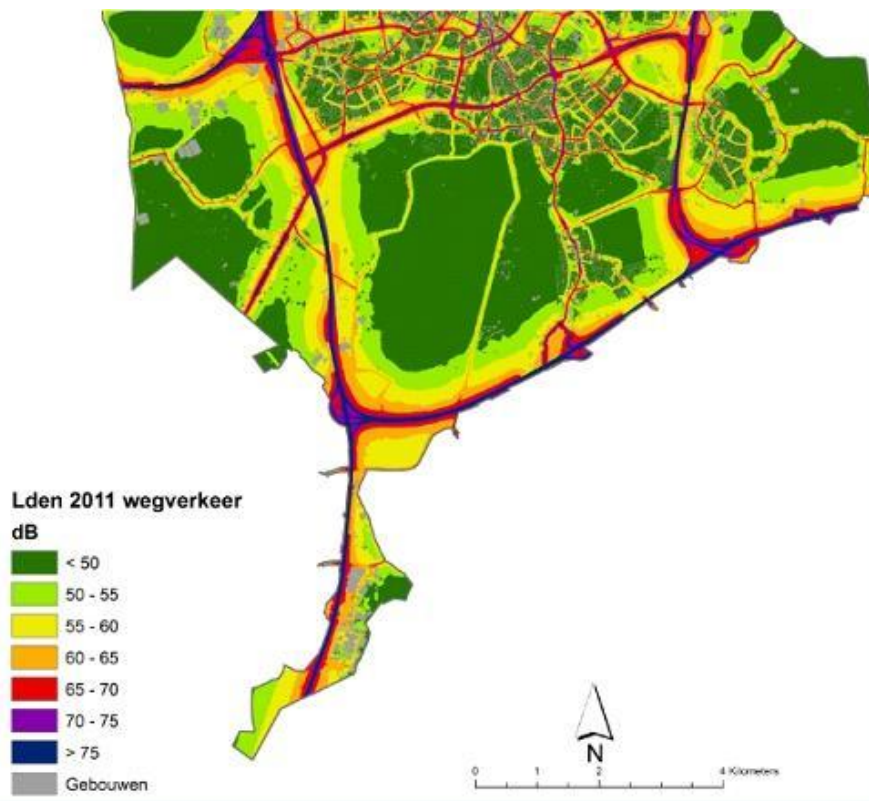 Lden 2011 wegverkeer
dB
< 50
50 - 55
55 - 60
60 - 65
65 - 70
70 - 75
> 75
Gebouwen
N
0 1 2 4 Kilometers